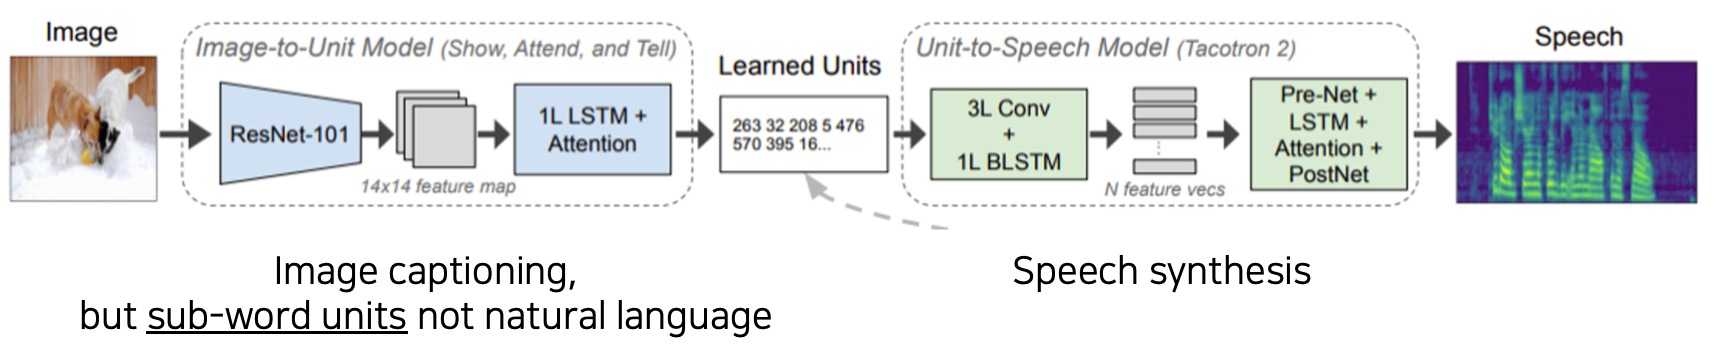 Image
Image-to-Unit Model (Show, Attend, and Tell)
ResNet-101
14x14 feature map
1L LSTM +
Attention
Learned Units
263 32 208 5 476
570 395 16...
Unit-to-Speech Model (Tacotron 2)
3L Conv
+
1L BLSTM
N feature vecs
Pre-Net +
LSTM +
Attention +
PostNet
Speech
Image captioning,
but sub-word units not natural language
Speech synthesis